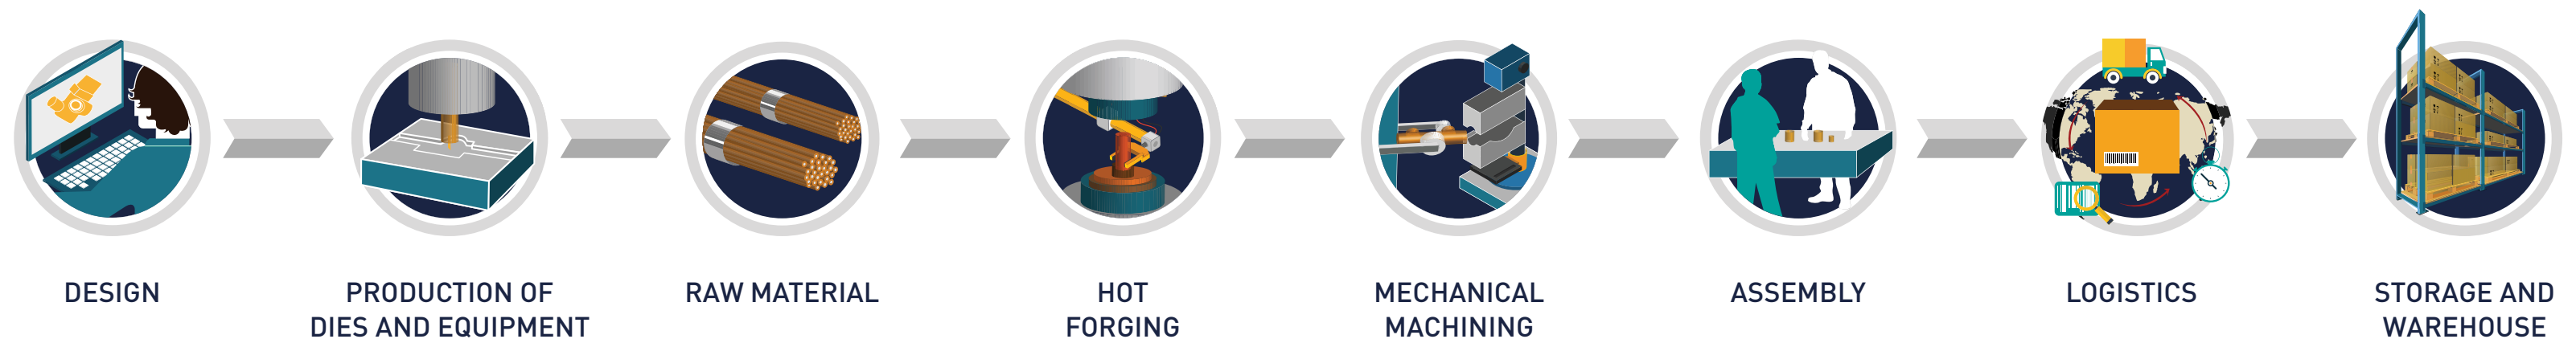 DESIGN
PRODUCTION OF
DIES AND EQUIPMENT
RAW MATERIAL
HOT
FORGING
MECHANICAL
MACHINING
ASSEMBLY
LOGISTICS
STORAGE AND
WAREHOUSE